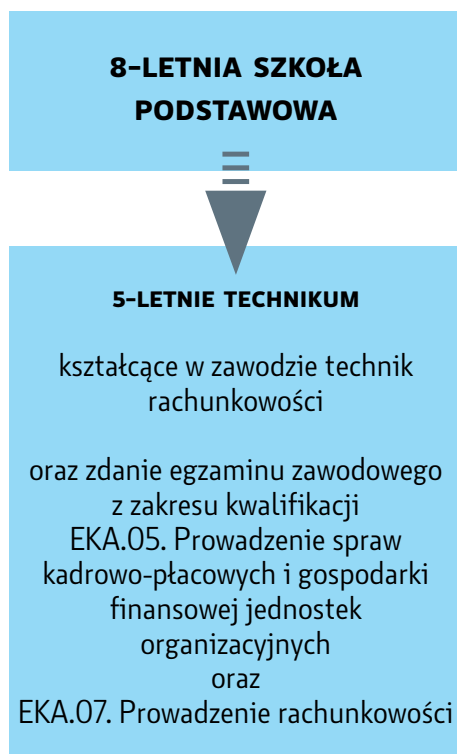 8-LETNIA SZKOŁA
PODSTAWOWA
5-LETNIE TECHNIKUM
kształcące w zawodzie technik
rachunkowości
oraz zdanie egzaminu zawodowego
z zakresu kwalifikacji
EKA.05. Prowadzenie spraw
kadrowo-płacowych i gospodarki
finansowej jednostek
organizacyjnych
oraz
EKA.07. Prowadzenie rachunkowości